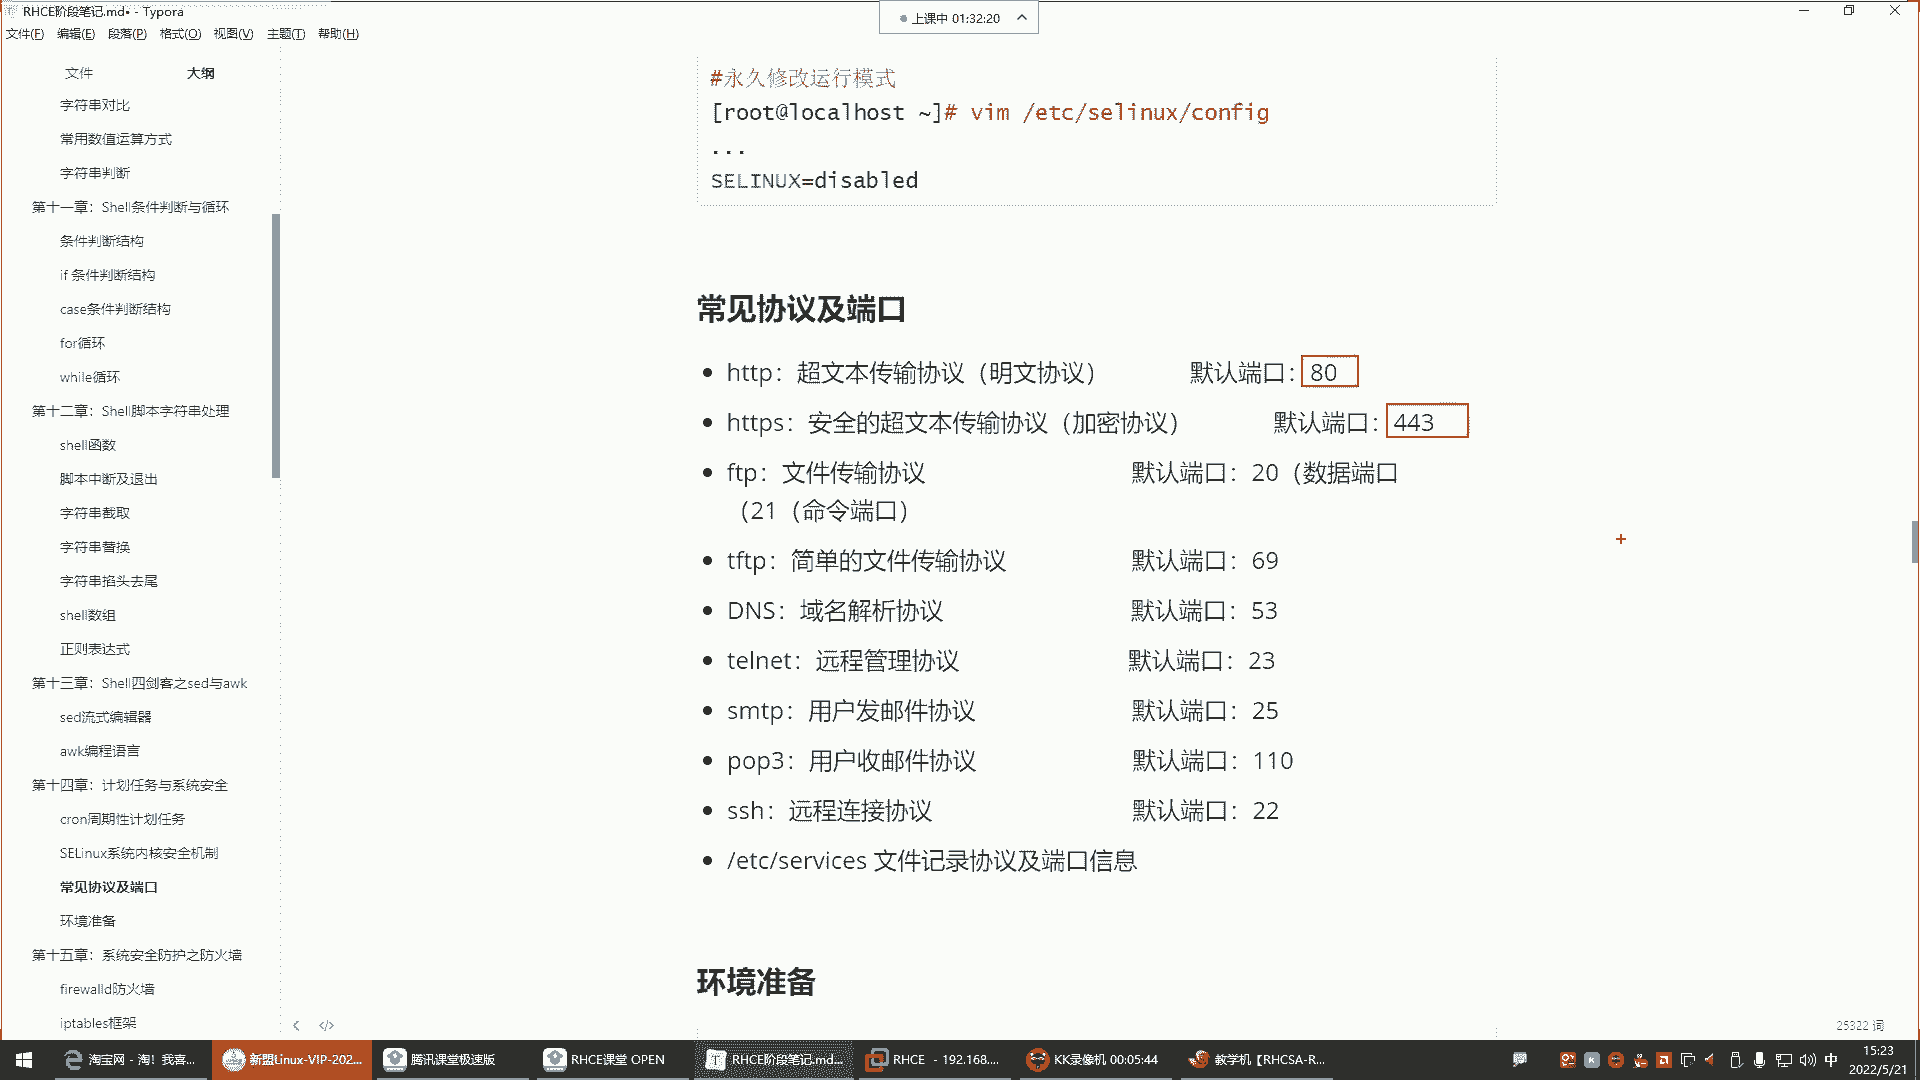 RHCE阶段笔记.md• - Typora
上课中 01:32:20
文件(F) 编辑(E) 段落(P) 格式(O) 视图(V) 主题(T) 帮助(H)
文件 大纲
字符串对比
常用数值运算方式
字符串判断
第十一章：Shell条件判断与循环
条件判断结构
if 条件判断结构
case条件判断结构
for循环
while循环
第十二章：Shell脚本字符串处理
shell函数
脚本中断及退出
字符串截取
字符串替换
字符串掐头去尾
shell数组
正则表达式
第十三章：Shell四剑客之sed与awk
sed流式编辑器
awk编程语言
第十四章：计划任务与系统安全
cron周期性计划任务
SELinux系统内核安全机制
常见协议及端口
环境准备
第十五章：系统安全防护之防火墙
firewalld防火墙
iptables框架
#永久修改运行模式
[root@localhost ~]# vim /etc/selinux/config
...
SELINUX=disabled
常见协议及端口
http：超文本传输协议（明文协议） 默认端口：80
https：安全的超文本传输协议（加密协议） 默认端口：443
ftp：文件传输协议 默认端口：20（数据端口
（21（命令端口）
tftp：简单的文件传输协议 默认端口：69
DNS：域名解析协议 默认端口：53
telnet：远程管理协议 默认端口：23
smtp：用户发邮件协议 默认端口：25
pop3：用户收邮件协议 默认端口：110
ssh：远程连接协议 默认端口：22
/etc/services 文件记录协议及端口信息
环境准备
25322 词
淘宝网 - 淘！我喜... 新盟Linux-VIP-202... 腾讯课堂极速版 RHCE课堂 OPEN RHCE阶段笔记.md... RHCE - 192.168.... KK录像机 00:05:44 教学机【RHCSA-R... 中 15:23
2022/5/21